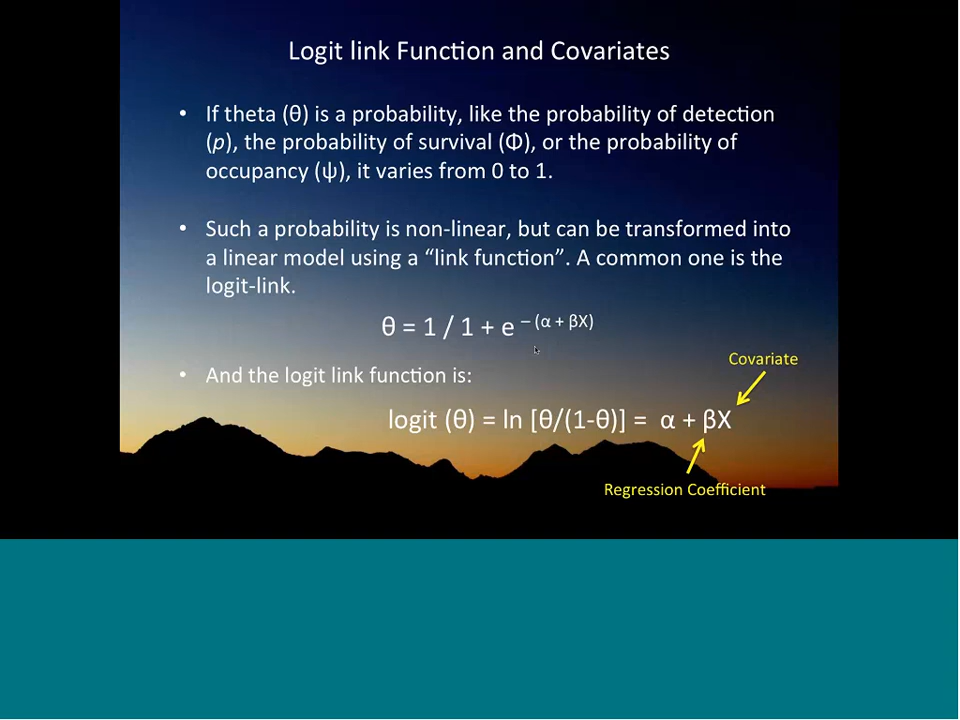 Logit link Function and Covariates
• If theta (θ) is a probability, like the probability of detection
(p), the probability of survival (Φ), or the probability of
occupancy (ψ), it varies from 0 to 1.
• Such a probability is non-linear, but can be transformed into
a linear model using a “link function”. A common one is the
logit-link.
θ = 1 / 1 + e – (α + βX)
Covariate
• And the logit link function is:
logit (θ) = ln [θ/(1-θ)] = α + βX
Regression Coefficient